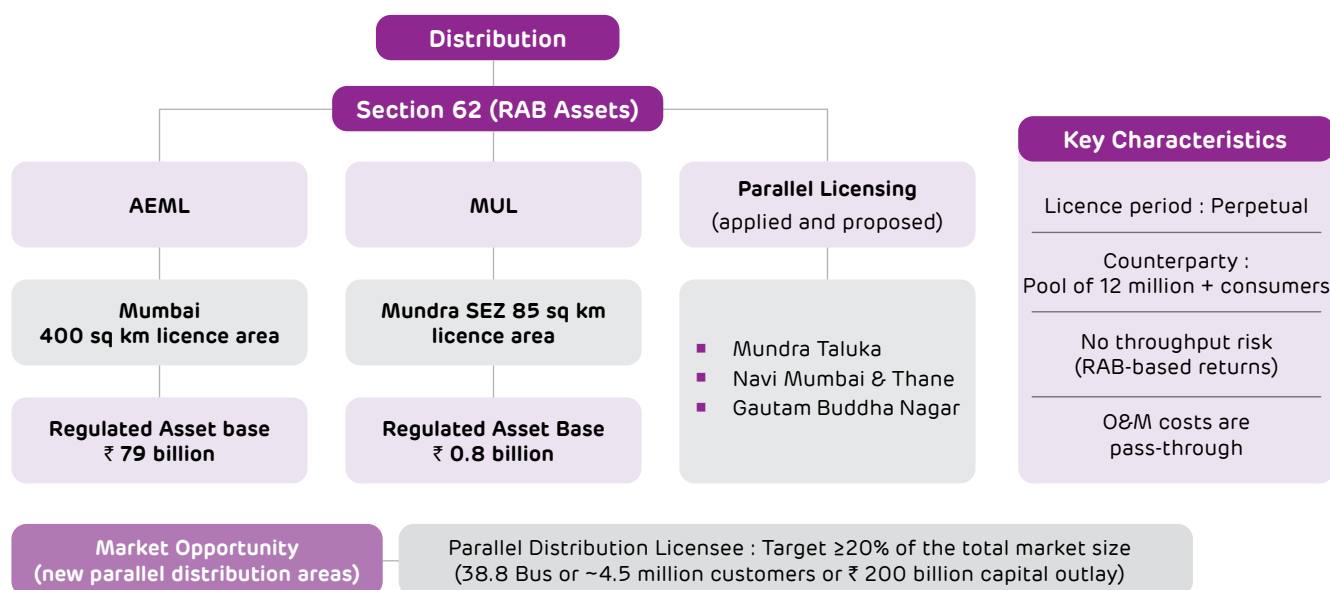 Distribution
Section 62 (RAB Assets)
AEML
Mumbai
400 sq km licence area
Regulated Asset base
₹ 79 billion
MUL
Mundra SEZ 85 sq km
licence area
Regulated Asset Base
₹ 0.8 billion
Parallel Licensing
(applied and proposed)
■ Mundra Taluka
■ Navi Mumbai & Thane
■ Gautam Buddha Nagar
Key Characteristics
Licence period : Perpetual
Counterparty :
Pool of 12 million + consumers
No throughput risk
(RAB-based returns)
O&M costs are
pass-through
Market Opportunity
(new parallel distribution areas)
Parallel Distribution Licensee : Target ≥20% of the total market size
(38.8 Bus or ~4.5 million customers or ₹ 200 billion capital outlay)